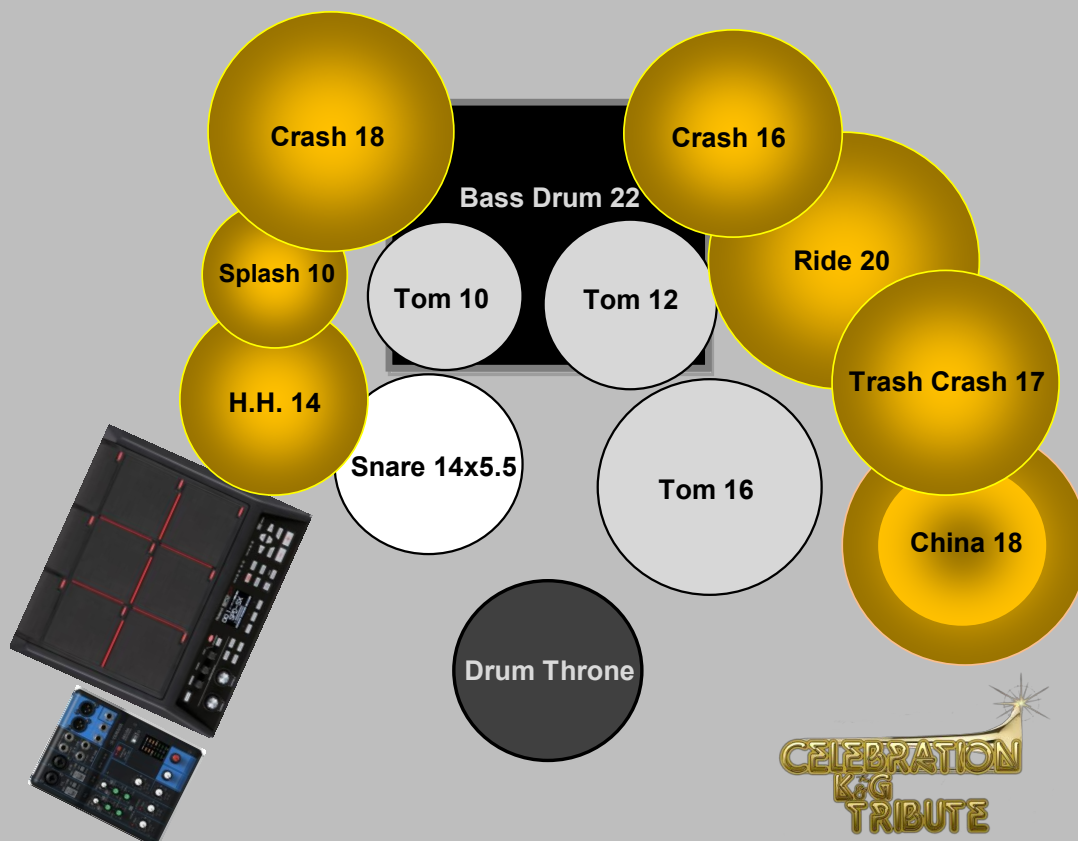 Crash 18
Crash 16
Bass Drum 22
Ride 20
Splash 10
Tom 10
Tom 12
Trash Crash 17
H.H. 14
Snare 14x5.5
Tom 16
China 18
Drum Throne
CELEBRATION
K&G
TRIBUTE